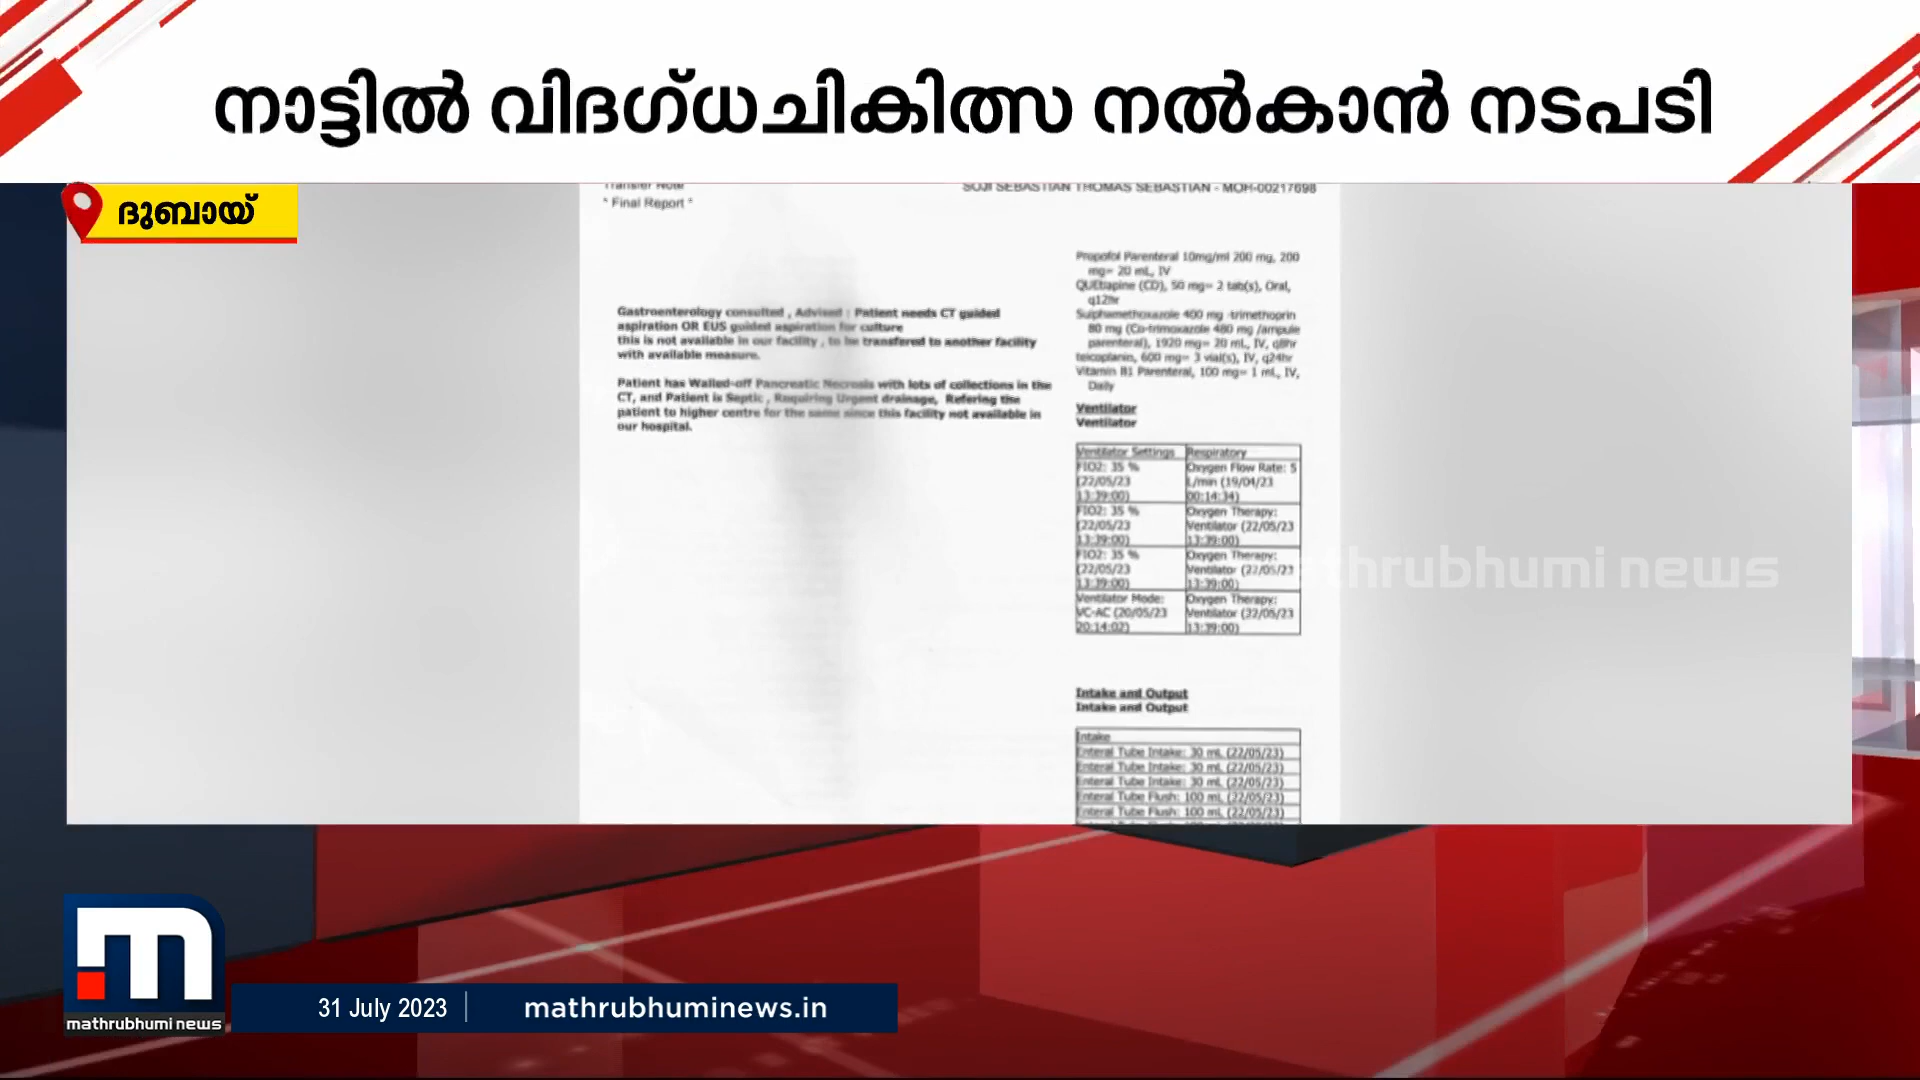 നാട്ടിൽ വിദഗ്ധചികിത്സ നൽകാൻ നടപടി
ദുബായ്
Transfer Note
SOJI SEBASTIAN THOMAS SEBASTIAN - MOH-00217698
* Final Report *
Gastroenterology consulted , Advised : Patient needs CT guided
aspiration OR EUS guided aspiration for culture
this is not available in our facility , to be transfered to another facility
with available measure.
Patient has Walled-off Pancreatic Necrosis with lots of collections in the
CT, and Patient is Septic , Requiring Urgent drainage, Refering the
patient to higher centre for the same since this facility not available in
our hospital.
Propofol Parenteral 10mg/ml 200 mg, 200
mg= 20 mL, IV
QUEtiapine (CD), 50 mg= 2 tab(s), Oral,
q12hr
Sulphamethoxazole 400 mg -trimethoprin
80 mg (Co-trimoxazole 480 mg /ampule
parenteral), 1920 mg= 20 mL, IV, q8hr
teicoplanin, 600 mg= 3 vial(s), IV, q24hr
Vitamin B1 Parenteral, 100 mg= 1 mL, IV,
Daily
Ventilator
Ventilator
Ventilator Settings Respiratory
FIO2: 35 % Oxygen Flow Rate: 5
(22/05/23 L/min (19/04/23
13:39:00) 00:14:34)
FIO2: 35 % Oxygen Therapy:
(22/05/23 Ventilator (22/05/23
13:39:00) 13:39:00)
FIO2: 35 % Oxygen Therapy:
(22/05/23 Ventilator (22/05/23
13:39:00) 13:39:00)
Ventilator Mode: Oxygen Therapy:
VC-AC (20/05/23 Ventilator (22/05/23
20:14:02) 13:39:00)
mathrubhumi news
Intake and Output
Intake and Output
Intake
Enteral Tube Intake: 30 mL (22/05/23)
Enteral Tube Intake: 30 mL (22/05/23)
Enteral Tube Intake: 30 mL (22/05/23)
Enteral Tube Flush: 100 mL (22/05/23)
Enteral Tube Flush: 100 mL (22/05/23)
mathrubhumi news
31 July 2023
mathrubhuminews.in